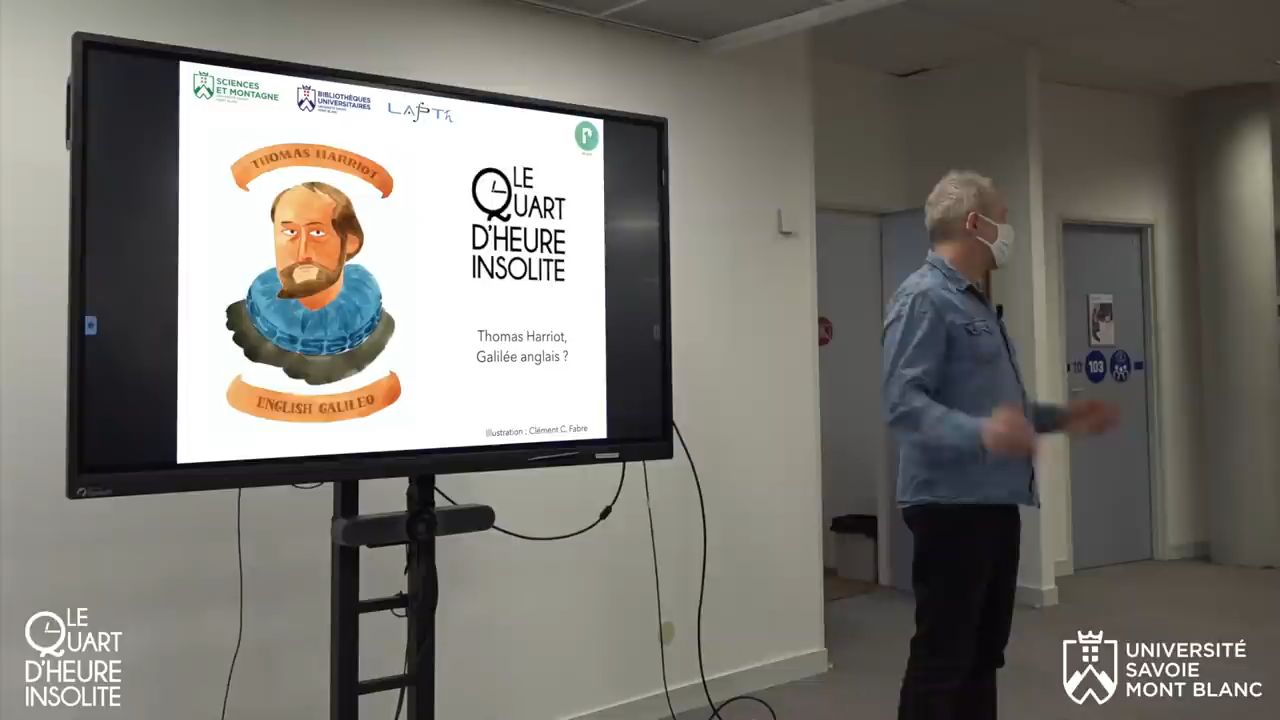 SCIENCES
ET MONTAGNE
BIBLIOTHÈQUES
UNIVERSITAIRES
LAPTh
THOMAS HARRIOT
ENGLISH GALILEO
LE
QUART
D'HEURE
INSOLITE
Thomas Harriot,
Galilée anglais ?
Illustration : Clément C. Fabre
103
LE
QUART
D'HEURE
INSOLITE
UNIVERSITÉ
SAVOIE
MONT BLANC